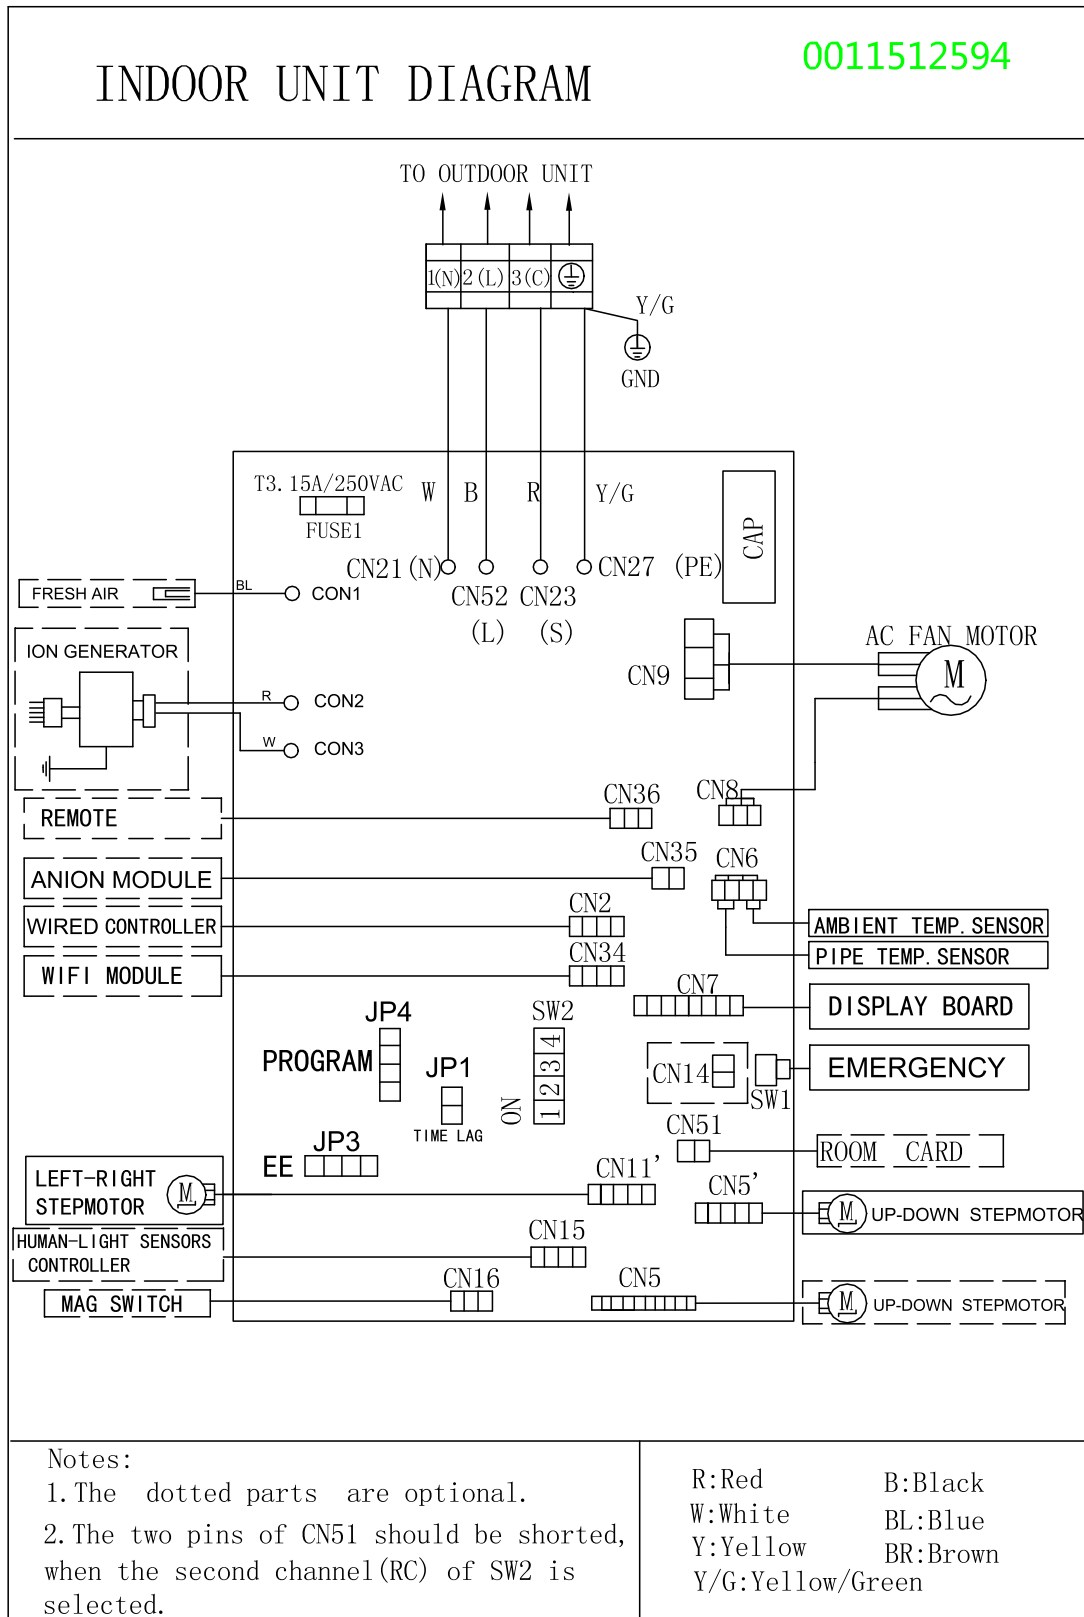 INDOOR UNIT DIAGRAM
0011512594
TO OUTDOOR UNIT
1(N) 2(L) 3(C)
Y/G
GND
T3.15A/250VAC
FUSE1
W B R Y/G
CAP
CN21(N)
CN52
(L)
CN23
(S)
CN27 (PE)
FRESH AIR
BL
CON1
ION GENERATOR
R
CON2
W
CON3
CN9
AC FAN MOTOR
M
REMOTE
CN36
CN8
ANION MODULE
CN35
CN6
WIRED CONTROLLER
CN2
AMBIENT TEMP.SENSOR
WIFI MODULE
CN34
PIPE TEMP.SENSOR
CN7
DISPLAY BOARD
JP4
PROGRAM
JP1
TIME LAG
SW2
ON
1 2 3 4
CN14
SW1
EMERGENCY
CN51
ROOM CARD
JP3
EE
LEFT-RIGHT
STEPMOTOR
M
CN11'
CN5'
M
UP-DOWN STEPMOTOR
HUMAN-LIGHT SENSORS
CONTROLLER
CN15
MAG SWITCH
CN16
CN5
M
UP-DOWN STEPMOTOR
Notes:
1.The dotted parts are optional.
2.The two pins of CN51 should be shorted,
when the second channel(RC) of SW2 is
selected.
R:Red
B:Black
W:White
BL:Blue
Y:Yellow
BR:Brown
Y/G:Yellow/Green